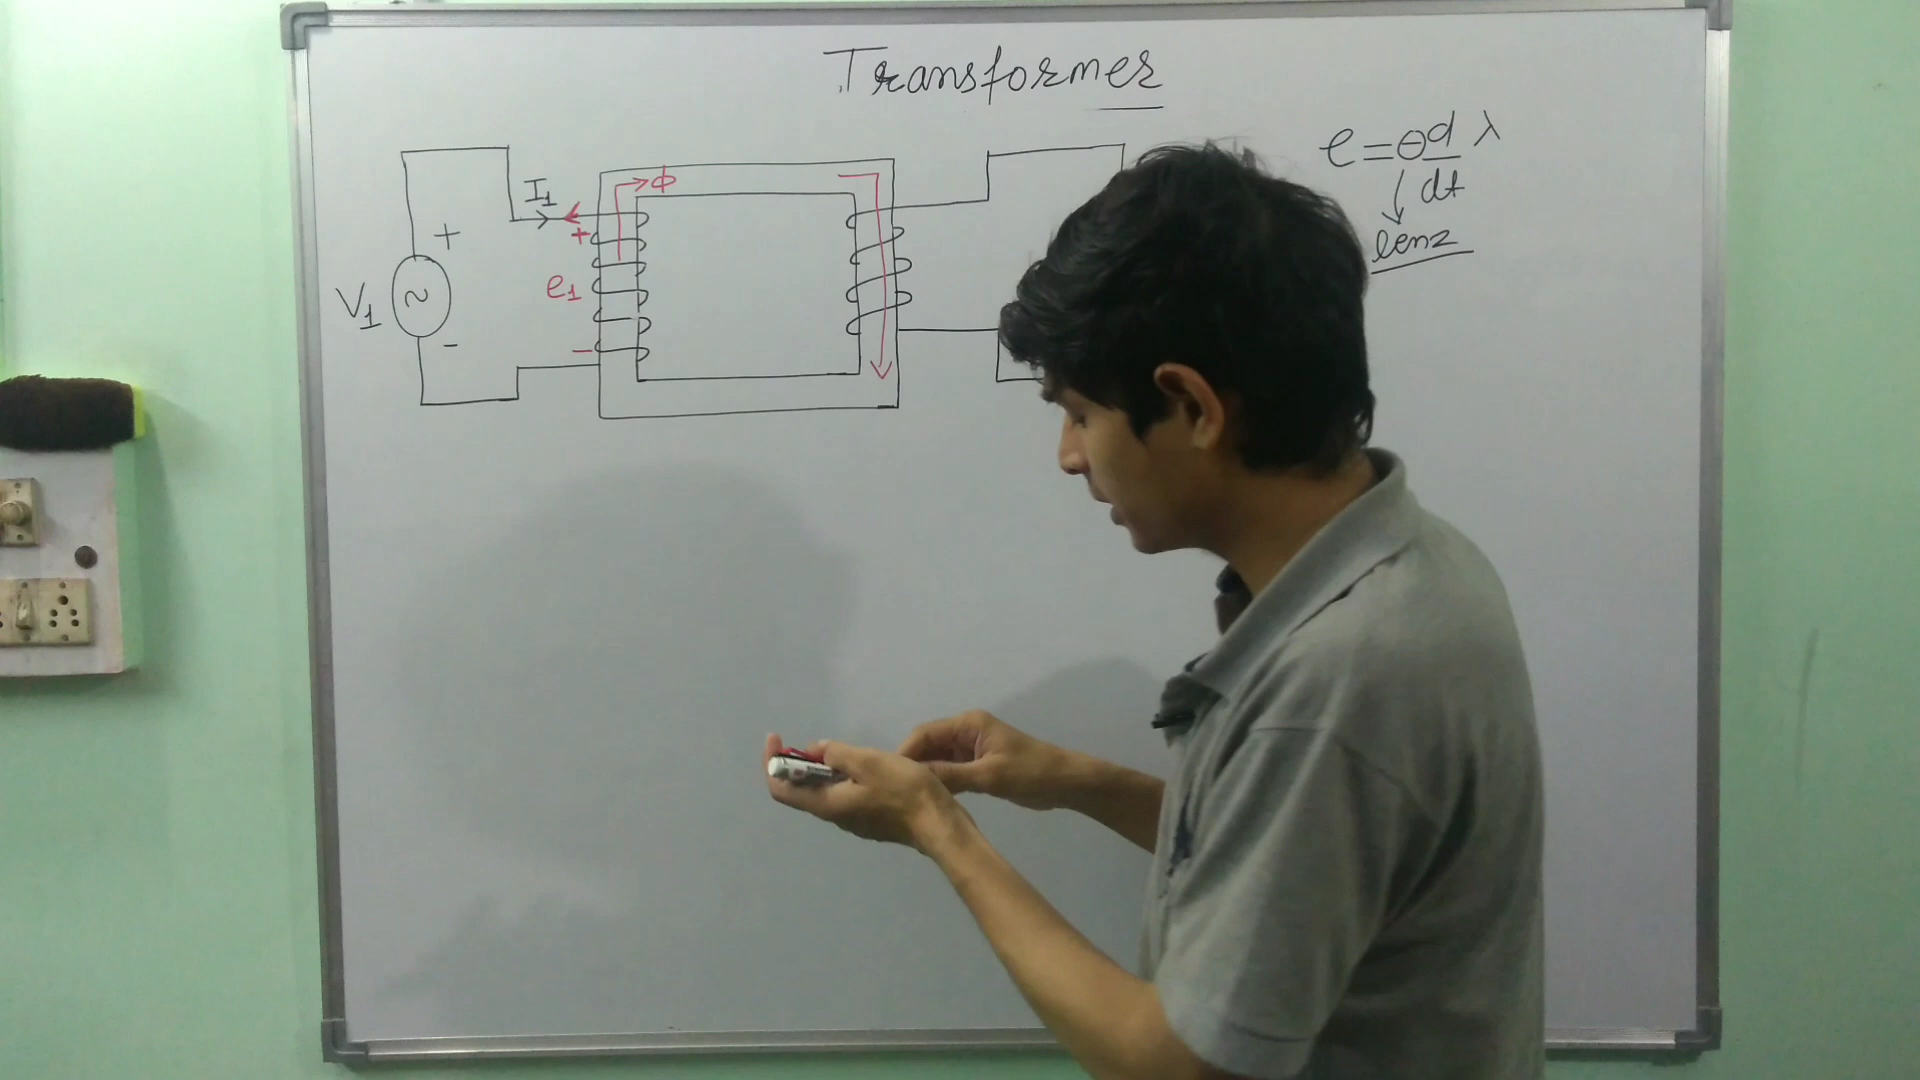 Transformer
e = ⊖ d/dt λ
lenz
I1
ϕ
+
+
V1
~
e1
-
-